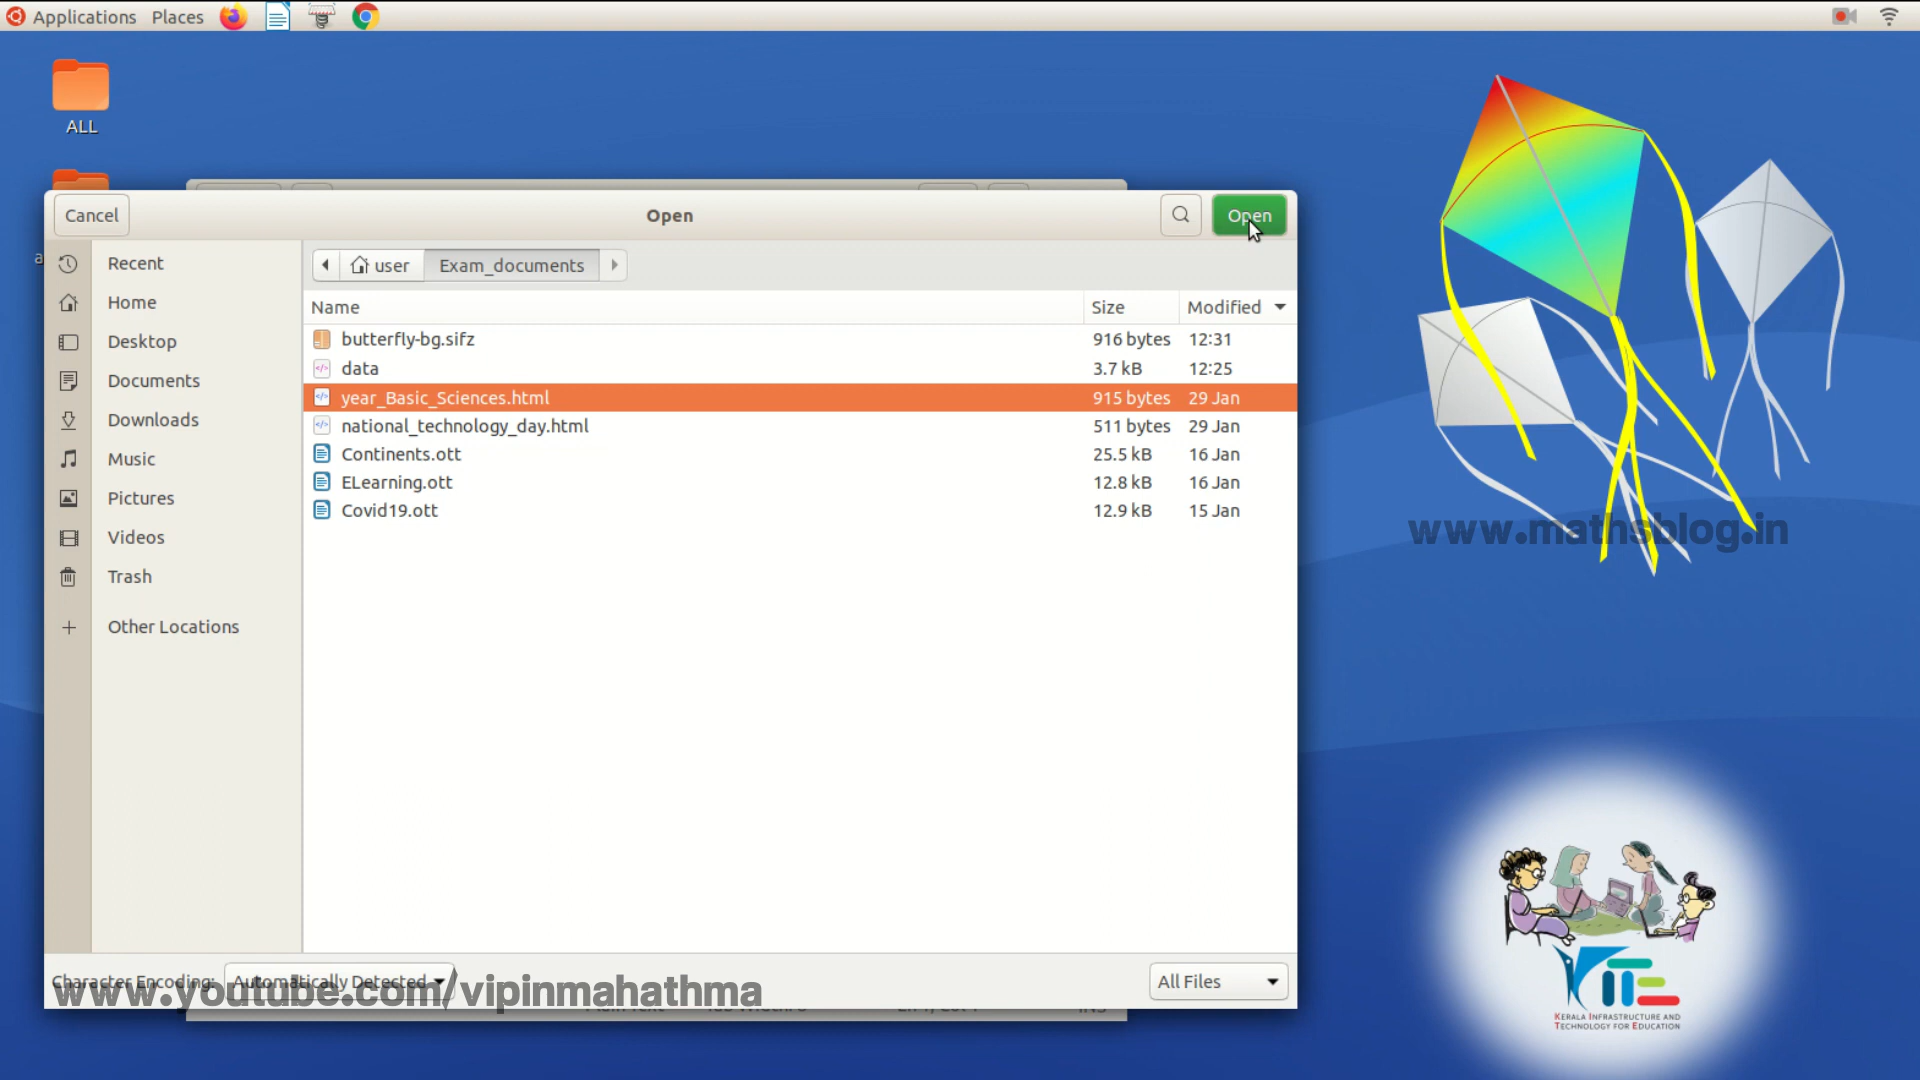 Applications Places
ALL
Cancel Open Open
Recent
Home
Desktop
Documents
Downloads
Music
Pictures
Videos
Trash
Other Locations
user Exam_documents
Name Size Modified
butterfly-bg.sifz 916 bytes 12:31
data 3.7 kB 12:25
year_Basic_Sciences.html 915 bytes 29 Jan
national_technology_day.html 511 bytes 29 Jan
Continents.ott 25.5 kB 16 Jan
ELearning.ott 12.8 kB 16 Jan
Covid19.ott 12.9 kB 15 Jan
Character Encoding: Automatically Detected All Files
www.youtube.com/vipinmahathma
www.mathsblog.in
KERALA INFRASTRUCTURE AND
TECHNOLOGY FOR EDUCATION